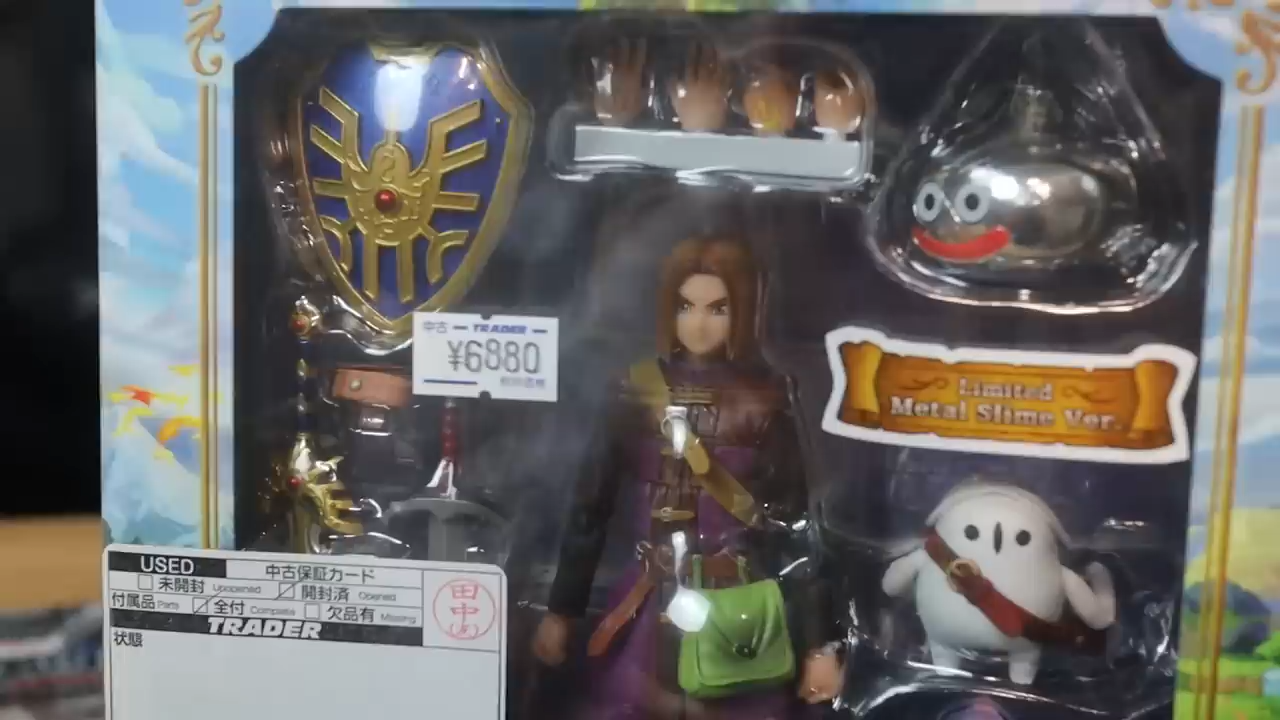 中古 TRADER
¥6880
Limited
Metal Slime Ver.
USED 中古保証カード
未開封 Unopened 開封済 Opened
付属品 Parts 全付 Complete 欠品有 Missing
TRADER
状態
田中